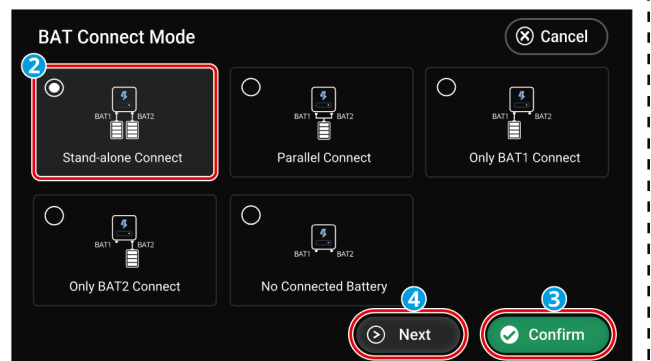 BAT Connect Mode
Cancel
2
BAT1 BAT2
BAT1 BAT2
BAT1 BAT2
Stand-alone Connect
Parallel Connect
Only BAT1 Connect
BAT1 BAT2
BAT1 BAT2
Only BAT2 Connect
No Connected Battery
4
3
Next
Confirm